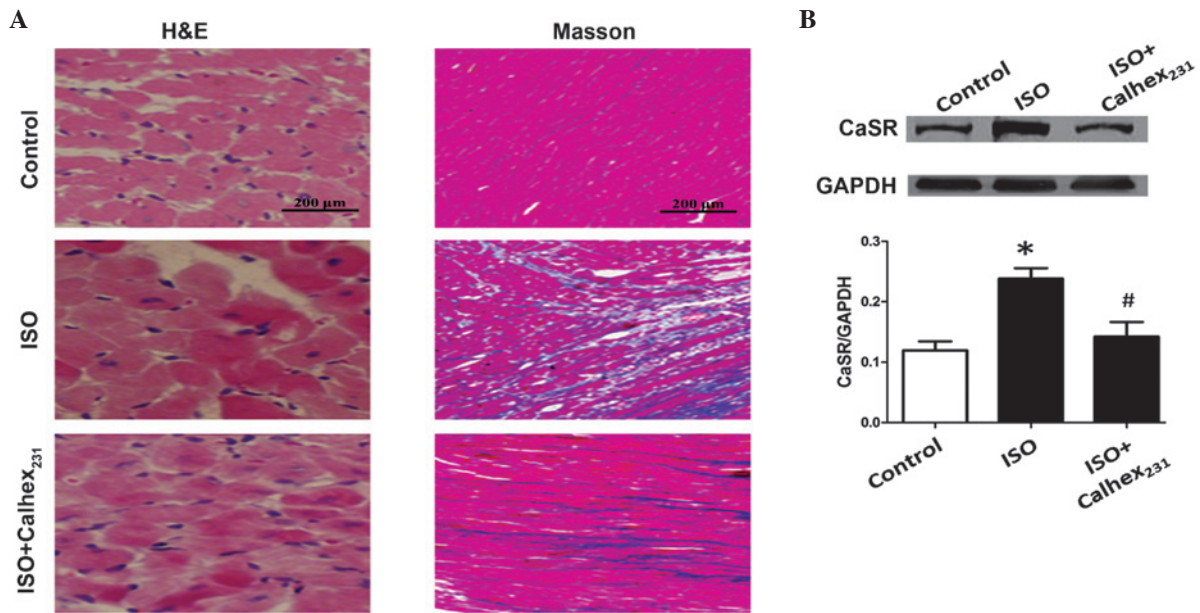 A
H&E
Masson
Control
200 μm
200 μm
ISO
ISO+Calhex231
B
Control
ISO
ISO+
Calhex231
CaSR
GAPDH
CaSR/GAPDH
0.3
0.2
0.1
0.0
*
#
Control
ISO
ISO+
Calhex231